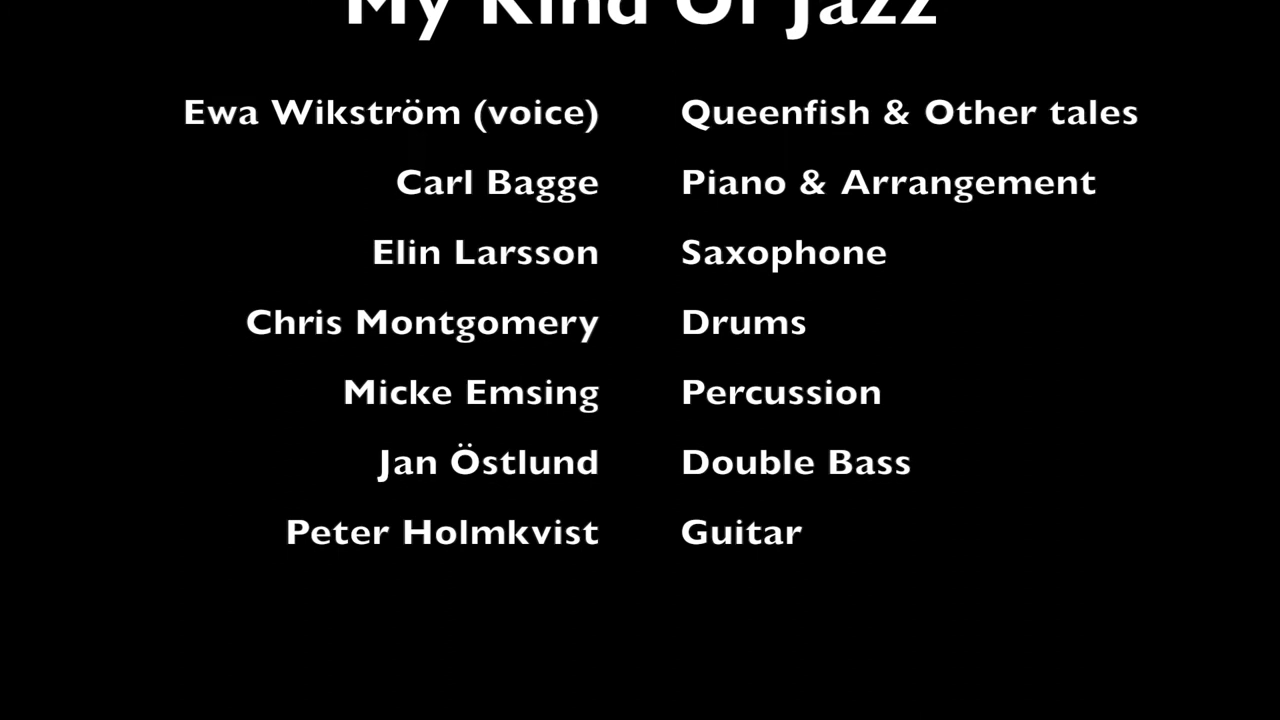 My Kind Of Jazz
Ewa Wikström (voice) Queenfish & Other tales
Carl Bagge Piano & Arrangement
Elin Larsson Saxophone
Chris Montgomery Drums
Micke Emsing Percussion
Jan Östlund Double Bass
Peter Holmkvist Guitar